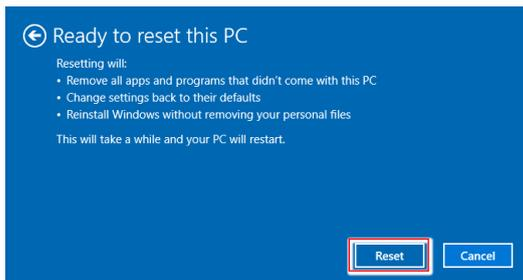 Ready to reset this PC
Resetting will:
• Remove all apps and programs that didn't come with this PC
• Change settings back to their defaults
• Reinstall Windows without removing your personal files
This will take a while and your PC will restart.
Reset Cancel